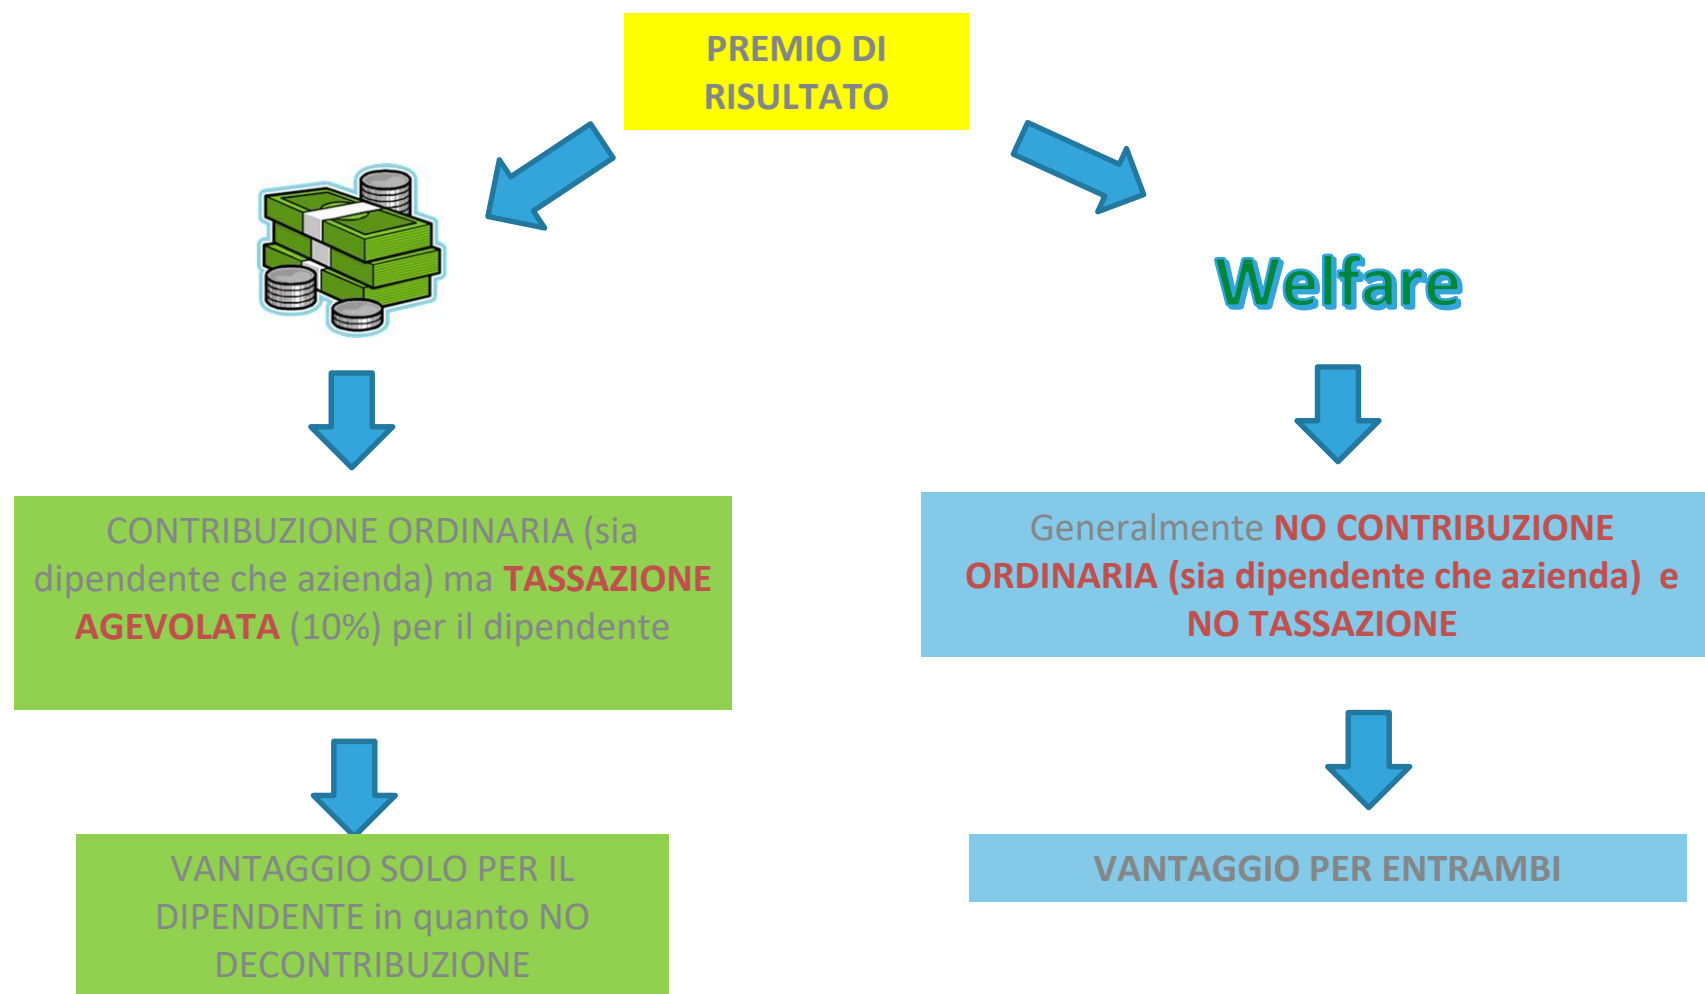 PREMIO DI
RISULTATO
Welfare
CONTRIBUZIONE ORDINARIA (sia
dipendente che azienda) ma TASSAZIONE
AGEVOLATA (10%) per il dipendente
Generalmente NO CONTRIBUZIONE
ORDINARIA (sia dipendente che azienda) e
NO TASSAZIONE
VANTAGGIO SOLO PER IL
DIPENDENTE in quanto NO
DECONTRIBUZIONE
VANTAGGIO PER ENTRAMBI